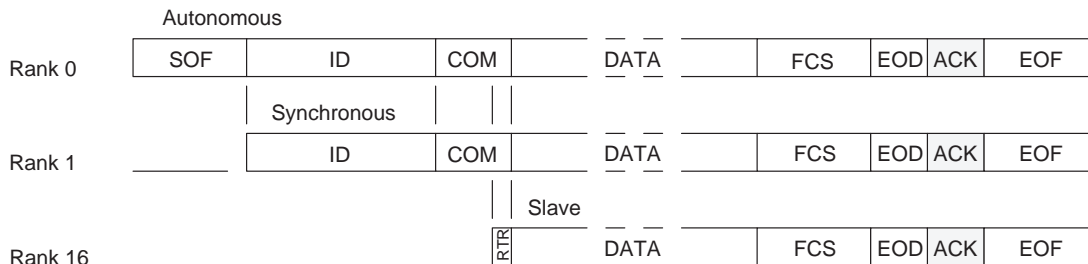 Autonomous
Rank 0 SOF ID COM DATA FCS EOD ACK EOF
Synchronous
Rank 1 ID COM DATA FCS EOD ACK EOF
Slave
Rank 16 RTR DATA FCS EOD ACK EOF